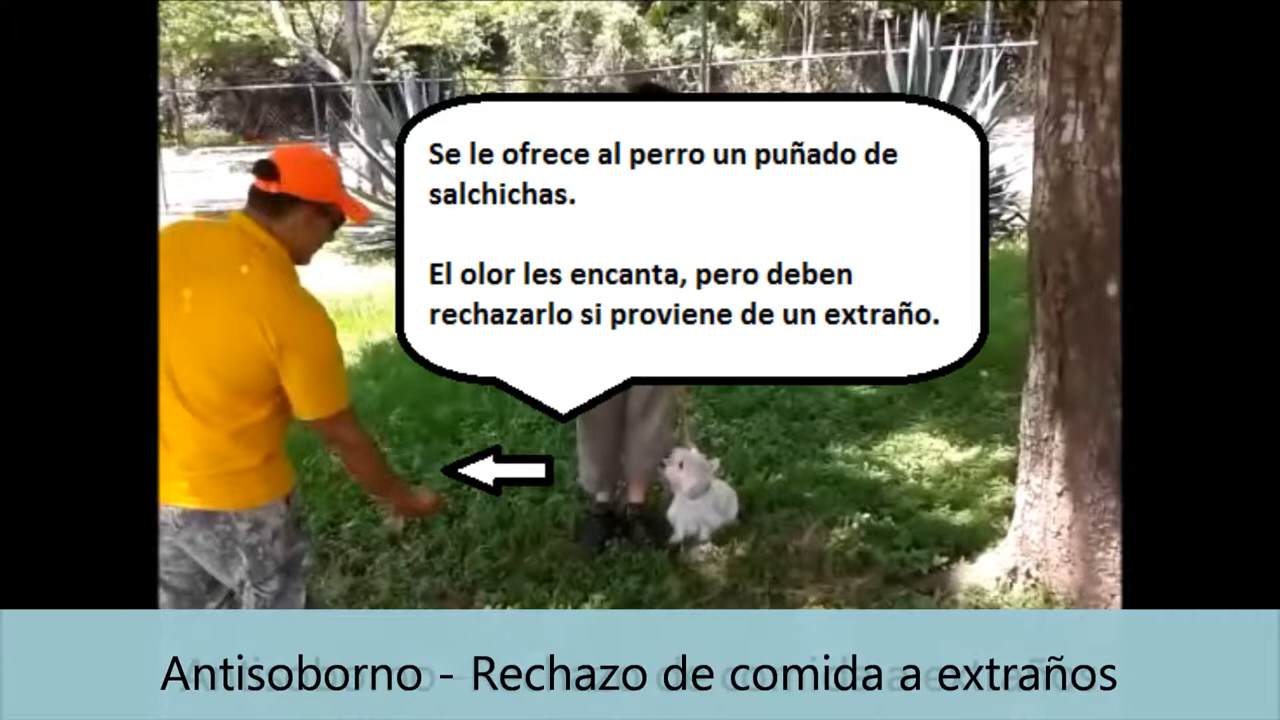 Se le ofrece al perro un puñado de
salchichas.
El olor les encanta, pero deben
rechazarlo si proviene de un extraño.
Antisoborno - Rechazo de comida a extraños